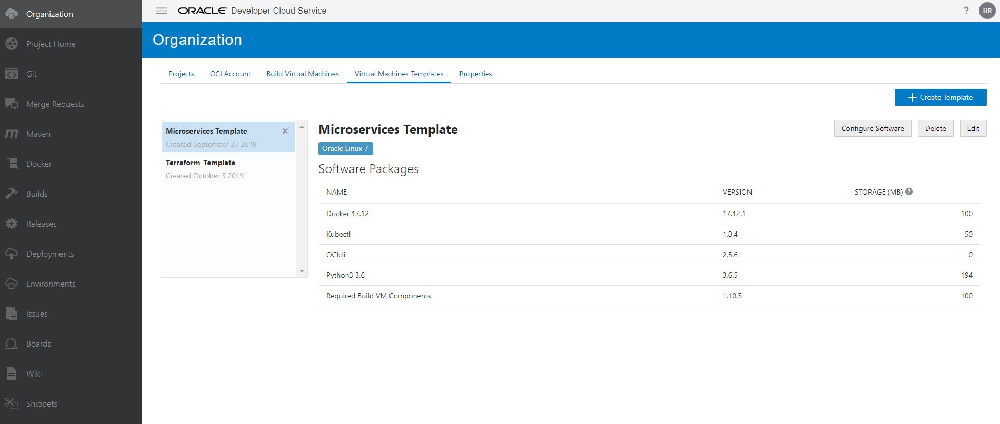 Organization
Project Home
Git
Merge Requests
Maven
Docker
Builds
Releases
Deployments
Environments
Issues
Boards
Wiki
Snippets
ORACLE® Developer Cloud Service
? HR
Organization
Projects OCI Account Build Virtual Machines Virtual Machines Templates Properties
+ Create Template
Microservices Template ×
Created September 27 2019
Terraform_Template
Created October 3 2019
Microservices Template
Configure Software Delete Edit
Oracle Linux 7
Software Packages
NAME VERSION STORAGE (MB) ?
Docker 17.12 17.12.1 100
Kubectl 1.8.4 50
OCIcli 2.5.6 0
Python3 3.6 3.6.5 194
Required Build VM Components 1.10.3 100